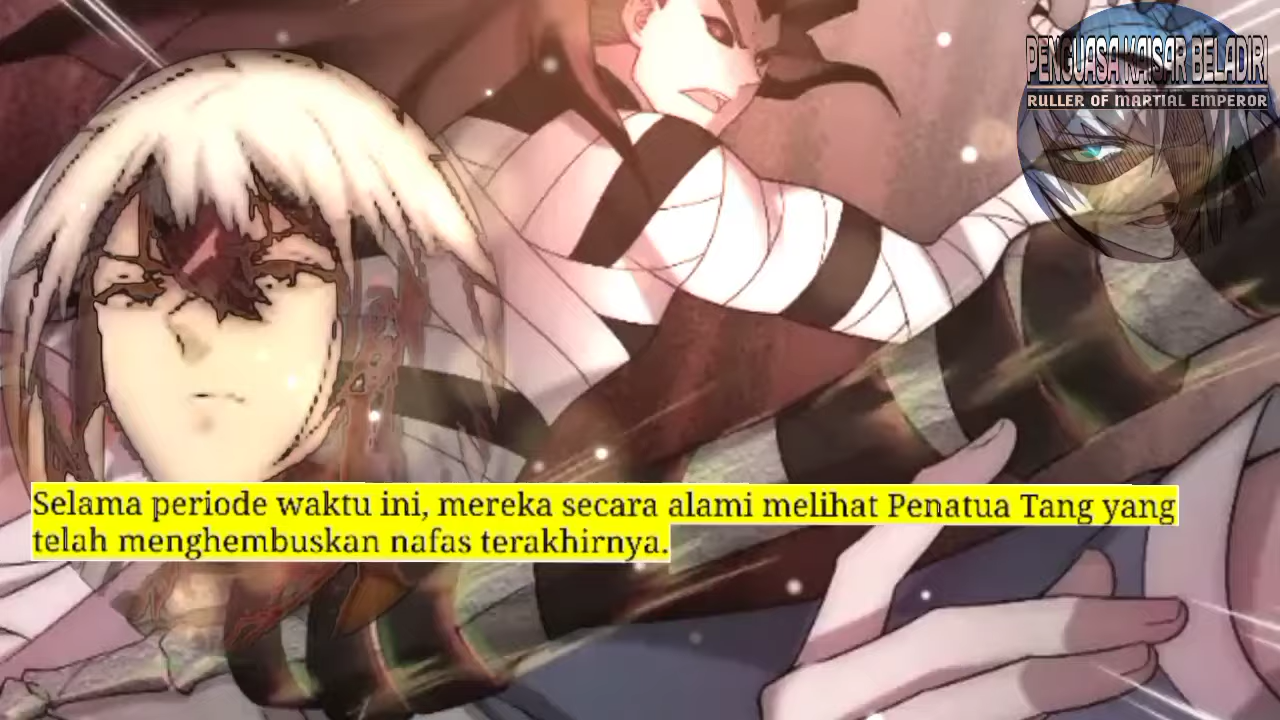 PENGUASA KAISAR BELADIRI
RULLER OF MARTIAL EMPEROR
Selama periode waktu ini, mereka secara alami melihat Penatua Tang yang
telah menghembuskan nafas terakhirnya.